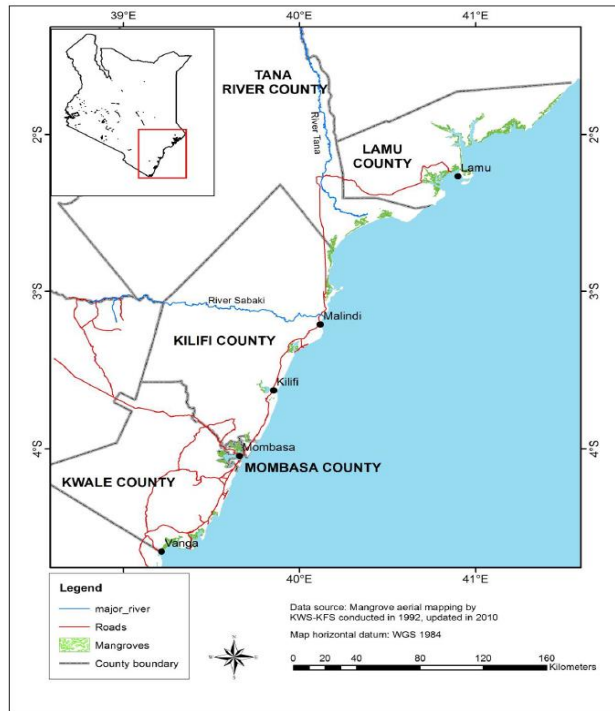 39°E
40°E
41°E
TANA
RIVER COUNTY
River Tana
2°S
2°S
LAMU
COUNTY
Lamu
3°S
3°S
River Sabaki
Malindi
KILIFI COUNTY
Kilifi
4°S
4°S
Mombasa
MOMBASA COUNTY
KWALE COUNTY
Vanga
39°E
40°E
41°E
Legend
major_river
Roads
Mangroves
County boundary
Data source: Mangrove aerial mapping by
KWS-KFS conducted in 1992, updated in 2010
Map horizontal datum: WGS 1984
0 20 40 80 120 160
Kilometers